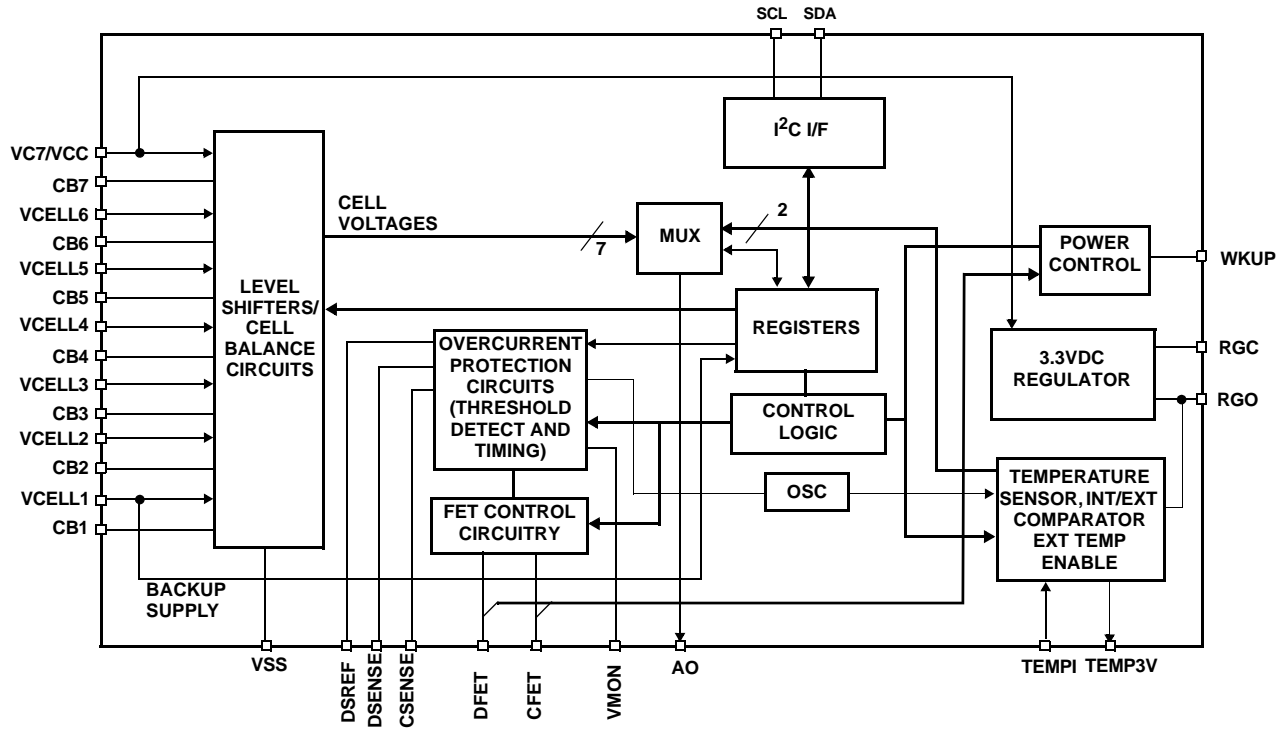 SCL SDA
I2C I/F
VC7/VCC
CB7
VCELL6
CB6
VCELL5
CB5
VCELL4
CB4
VCELL3
CB3
VCELL2
CB2
VCELL1
CB1
LEVEL
SHIFTERS/
CELL
BALANCE
CIRCUITS
CELL
VOLTAGES
7
MUX
2
REGISTERS
POWER
CONTROL
WKUP
3.3VDC
REGULATOR
RGC
RGO
OVERCURRENT
PROTECTION
CIRCUITS
(THRESHOLD
DETECT AND
TIMING)
CONTROL
LOGIC
OSC
FET CONTROL
CIRCUITRY
TEMPERATURE
SENSOR, INT/EXT
COMPARATOR
EXT TEMP
ENABLE
BACKUP
SUPPLY
VSS
DSREF
DSENSE
CSENSE
DFET
CFET
VMON
AO
TEMPI TEMP3V